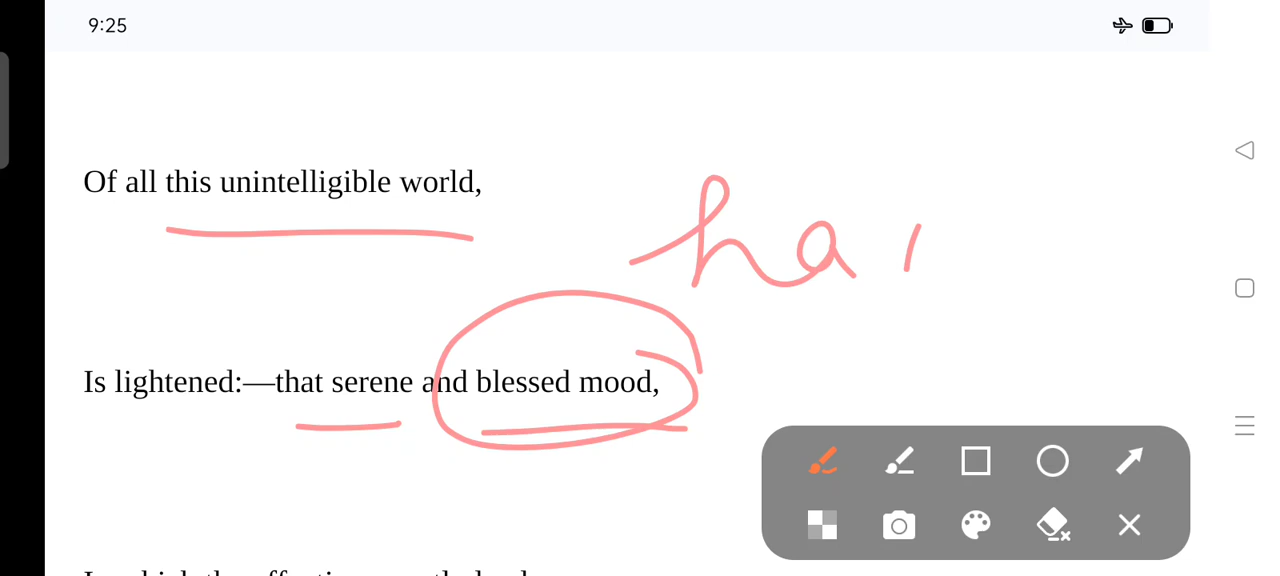 9:25
Of all this unintelligible world,
ha
Is lightened:—that serene and blessed mood,